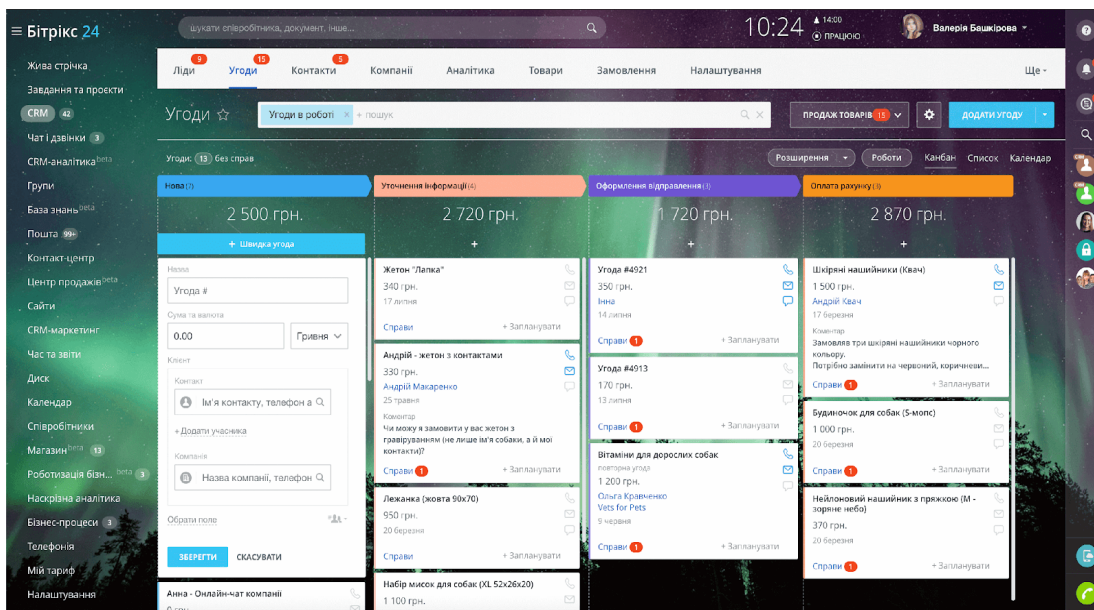 Бітрікс 24
шукати співробітника, документ, інше...
10:24
14:00
ПРАЦЮЮ
Валерія Башкірова
Жива стрічка
Завдання та проєкти
CRM 42
Чат і дзвінки 3
CRM-аналітика beta
Групи
База знань beta
Пошта 99+
Контакт-центр
Центр продажів beta
Сайти
CRM-маркетинг
Час та звіти
Диск
Календар
Співробітники
Магазин beta 13
Роботизація бізн... beta 3
Наскрізна аналітика
Бізнес-процеси 3
Телефонія
Мій тариф
Налаштування
Ліди 9
Угоди 15
Контакти 5
Компанії
Аналітика
Товари
Замовлення
Налаштування
Ще
Угоди
Угоди в роботі × + пошук
ПРОДАЖ ТОВАРІВ 15
ДОДАТИ УГОДУ
Угоди: 13 без справ
Розширення
Роботи
Канбан
Список
Календар
Нова (7)
2 500 грн.
+ Швидка угода
Назва
Угода #
Сума та валюта
0.00
Гривня
Клієнт
Контакт
Ім'я контакту, телефон а
+ Додати учасника
Компанія
Назва компанії, телефон
Обрати поле
ЗБЕРЕГТИ
СКАСУВАТИ
Анна - Онлайн-чат компанії
0 грн.
Уточнення інформації (4)
2 720 грн.
+
Жетон "Лапка"
340 грн.
17 липня
Справи
+ Запланувати
Андрій - жетон з контактами
330 грн.
Андрій Макаренко
25 травня
Коментар
Чи можу я замовити у вас жетон з
гравіруванням (не лише ім'я собаки, а й мої
контакти)?
Справи 1
+ Запланувати
Лежанка (жовта 90x70)
950 грн.
20 березня
Справи
+ Запланувати
Набір мисок для собак (XL 52x26x20)
1 100 грн.
Оформлення відправлення (3)
1 720 грн.
+
Угода #4921
350 грн.
Інна
14 липня
Справи 1
+ Запланувати
Угода #4913
170 грн.
13 липня
Справи 1
+ Запланувати
Вітаміни для дорослих собак
повторна угода
1 200 грн.
Ольга Кравченко
Vets for Pets
9 червня
Справи 1
+ Запланувати
Оплата рахунку (3)
2 870 грн.
+
Шкіряні нашийники (Квач)
1 500 грн.
Андрій Квач
17 березня
Коментар
Замовляв три шкіряні нашийники чорного
кольору.
Потрібно замінити на червоний, коричневи...
Справи 1
+ Запланувати
Будиночок для собак (S-мопс)
1 000 грн.
20 березня
Справи 1
+ Запланувати
Нейлоновий нашийник з пряжкою (M -
зоряне небо)
370 грн.
20 березня
Справи 1
+ Запланувати